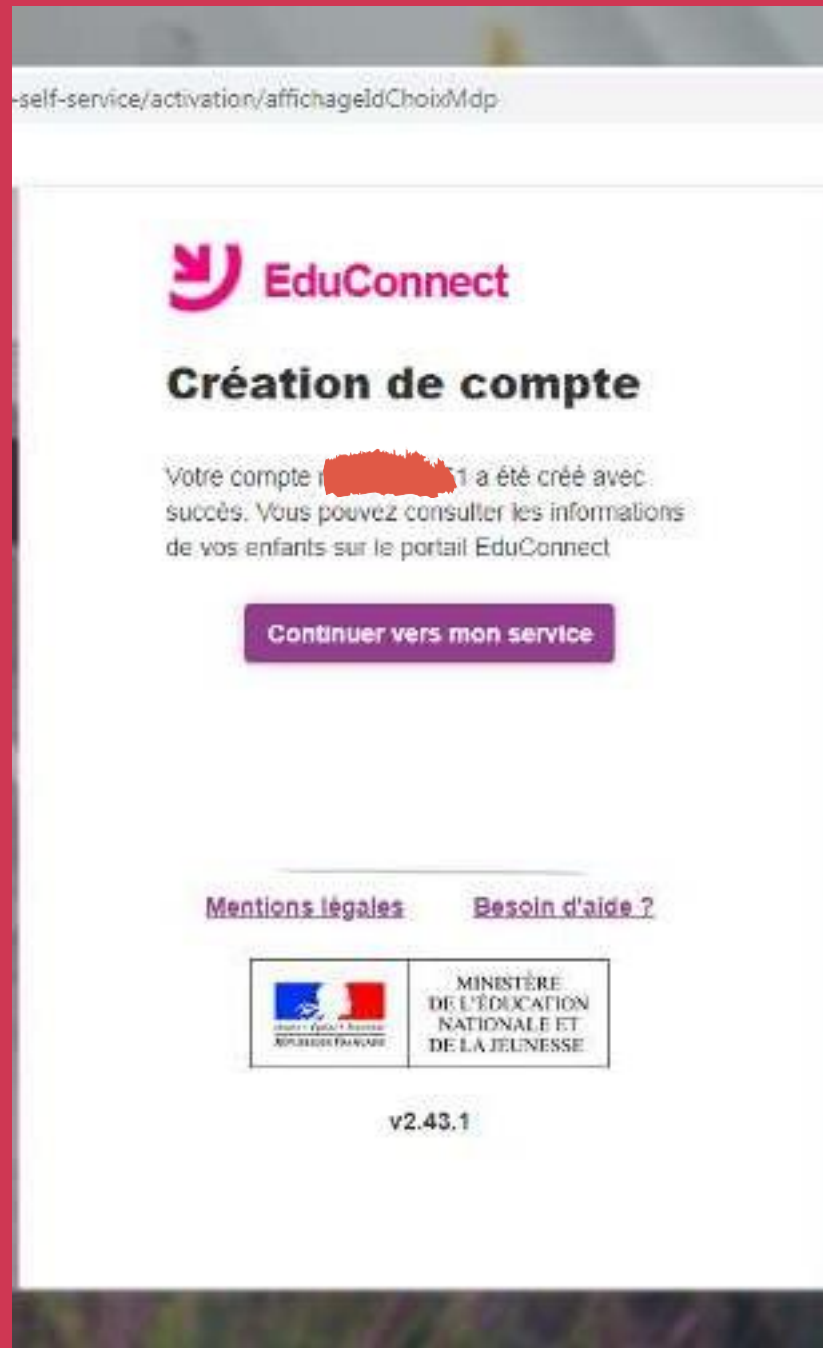 -self-service/activation/affichageIdChoixMdp
EduConnect
Création de compte
Votre compte a été créé avec
succès. Vous pouvez consulter les informations
de vos enfants sur le portail EduConnect
Continuer vers mon service
Mentions légales Besoin d'aide ?
MINISTÈRE
DE L'ÉDUCATION
NATIONALE ET
DE LA JEUNESSE
RÉPUBLIQUE FRANÇAISE
v2.43.1